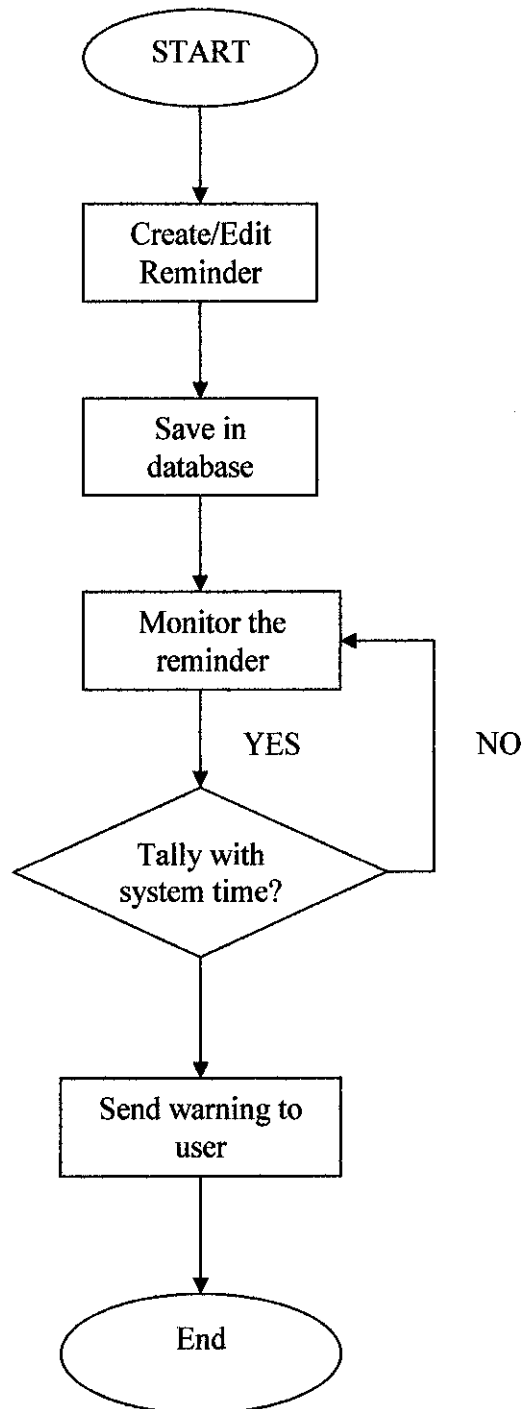 START
Create/Edit
Reminder
Save in
database
Monitor the
reminder
YES
NO
Tally with
system time?
Send warning to
user
End